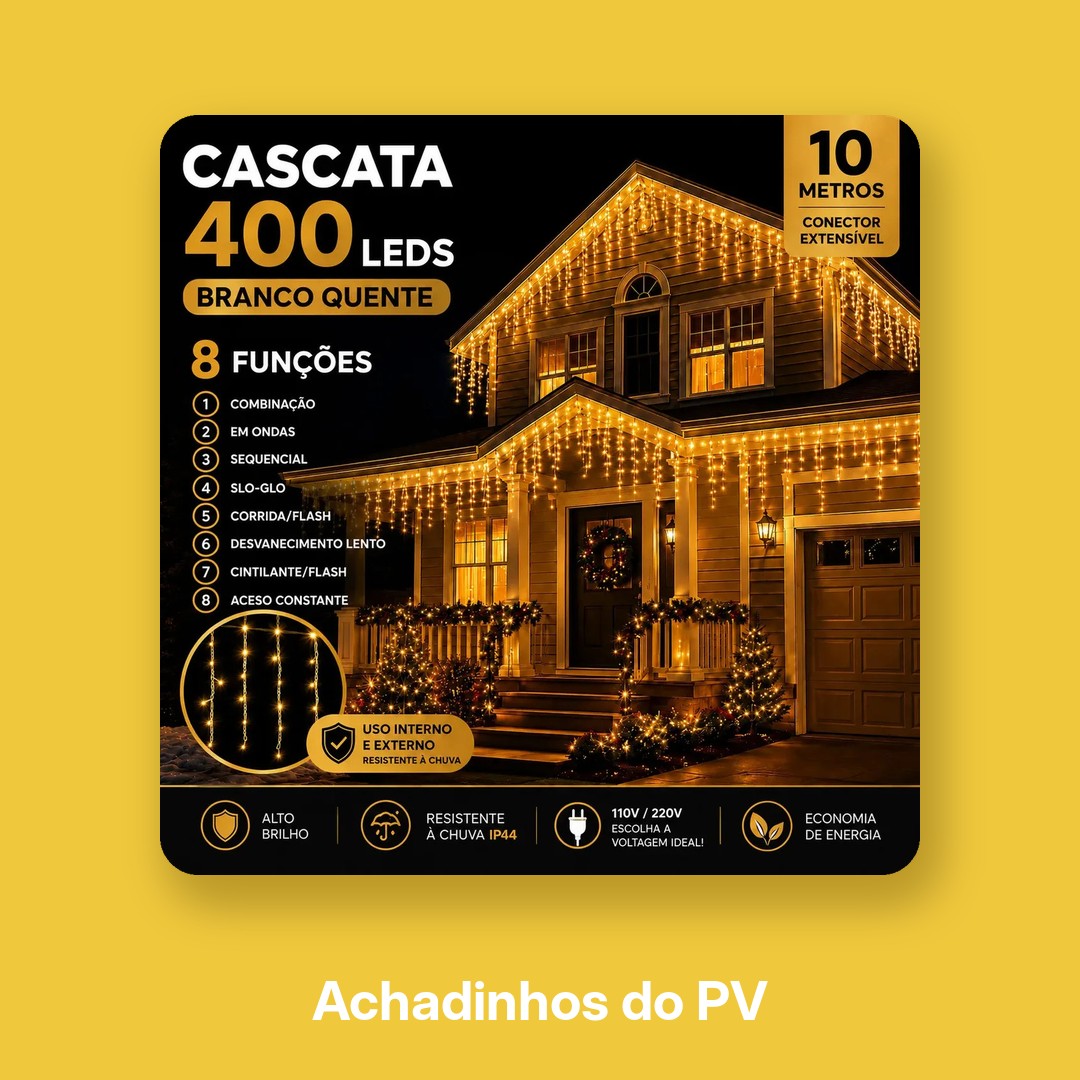 CASCATA
400 LEDS
BRANCO QUENTE
10
METROS
CONECTOR
EXTENSÍVEL
8 FUNÇÕES
1 COMBINAÇÃO
2 EM ONDAS
3 SEQUENCIAL
4 SLO-GLO
5 CORRIDA/FLASH
6 DESVANECIMENTO LENTO
7 CINTILANTE/FLASH
8 ACESO CONSTANTE
USO INTERNO
E EXTERNO
RESISTENTE À CHUVA
ALTO
BRILHO
RESISTENTE
À CHUVA IP44
110V / 220V
ESCOLHA A
VOLTAGEM IDEAL!
ECONOMIA
DE ENERGIA
Achadinhos do PV